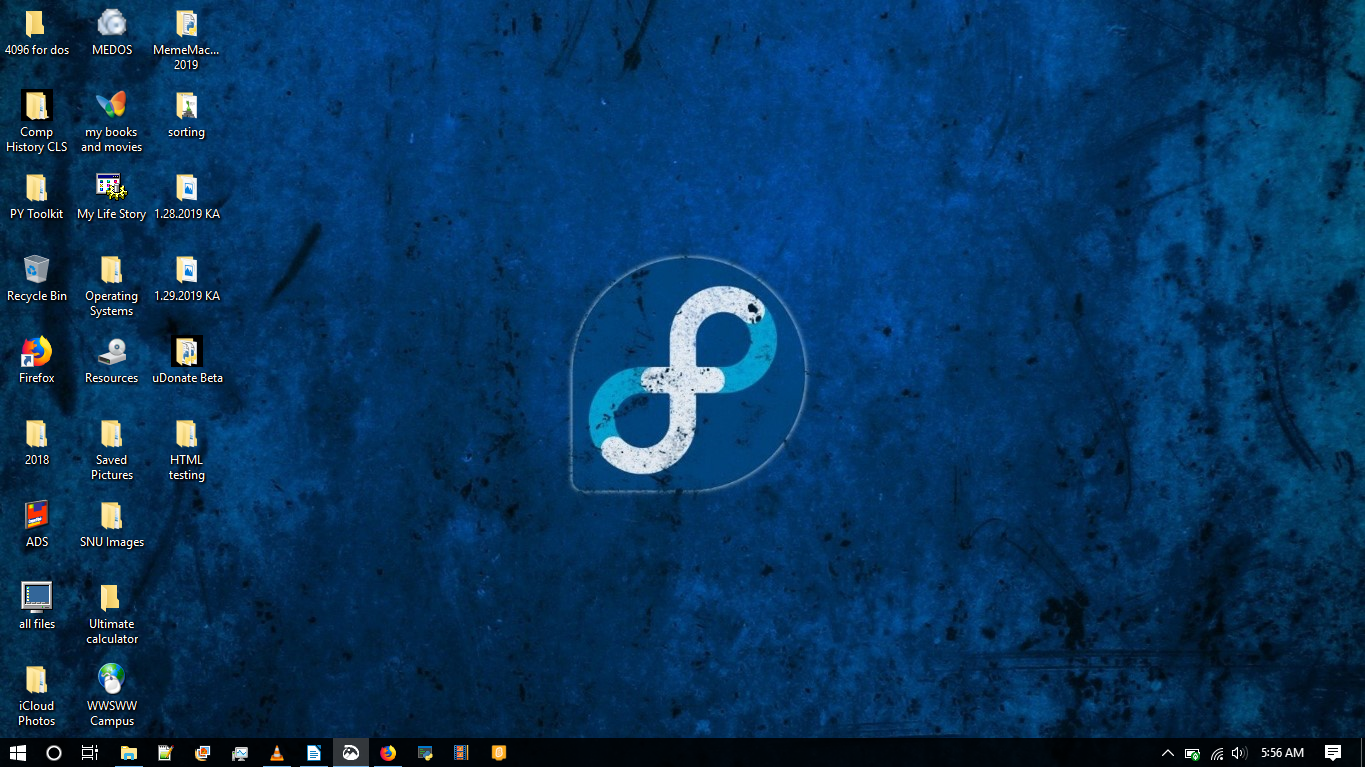 4096 for dos
MEDOS
MemeMac...
2019
Comp
History CLS
my books
and movies
sorting
PY Toolkit
My Life Story
1.28.2019 KA
Recycle Bin
Operating
Systems
1.29.2019 KA
Firefox
Resources
uDonate Beta
2018
Saved
Pictures
HTML
testing
ADS
SNU Images
all files
Ultimate
calculator
iCloud
Photos
WWSWW
Campus
5:56 AM